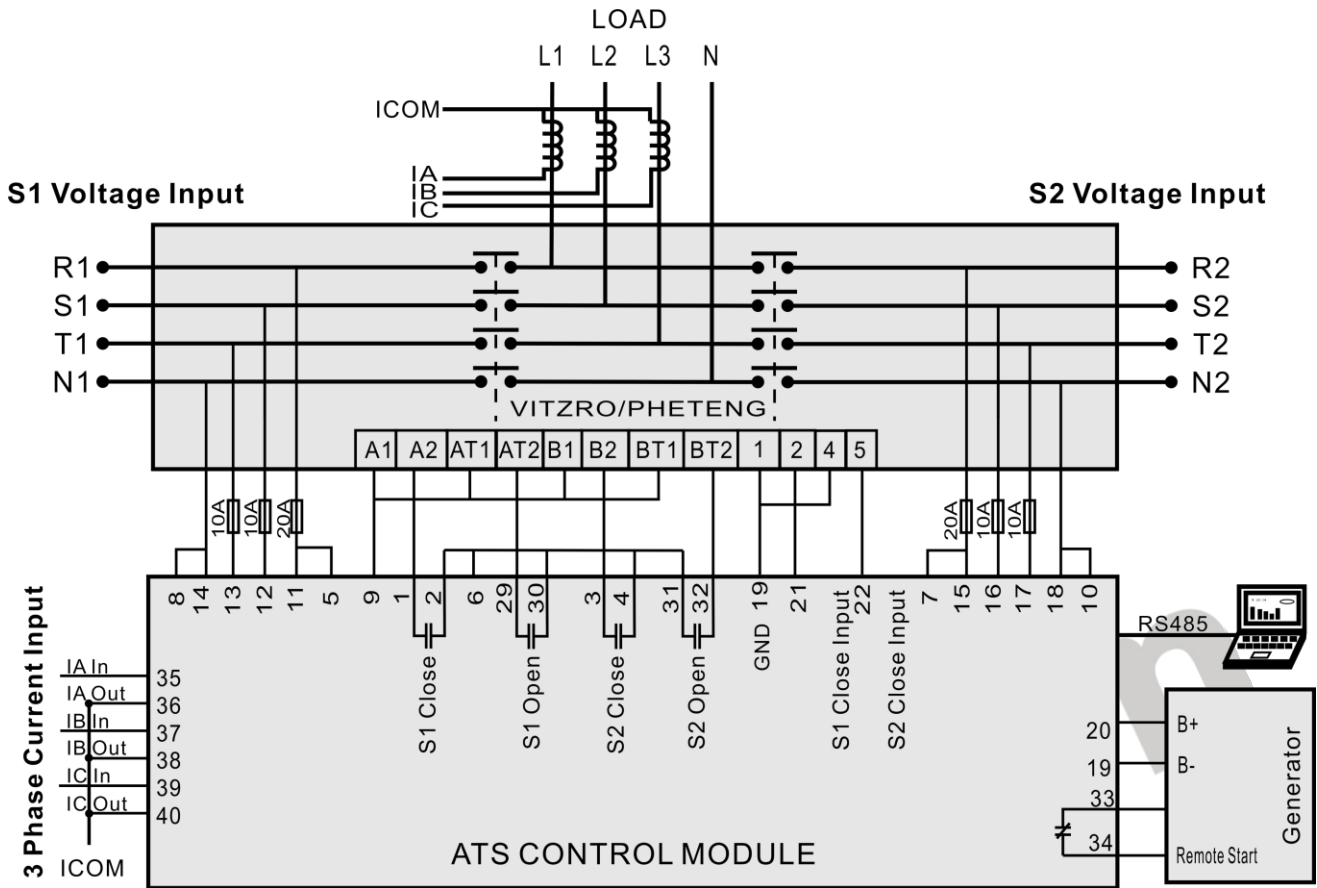 LOAD
L1 L2 L3 N
ICOM
IA
IB
IC
S1 Voltage Input
S2 Voltage Input
R1
S1
T1
N1
R2
S2
T2
N2
VITZRO/PHETENG
A1 A2 AT1 AT2 B1 B2 BT1 BT2 1 2 4 5
10A 10A 20A
20A 10A 10A
8 14 13 12 11 5 9 1 2 6 29 30 3 4 31 32 19 21 22 7 15 16 17 18 10
S1 Close
S1 Open
S2 Close
S2 Open
GND
S1 Close Input
S2 Close Input
RS485
3 Phase Current Input
IA In 35
IA Out 36
IB In 37
IB Out 38
IC In 39
IC Out 40
ICOM
ATS CONTROL MODULE
20 B+
19 B-
33
34 Remote Start
Generator